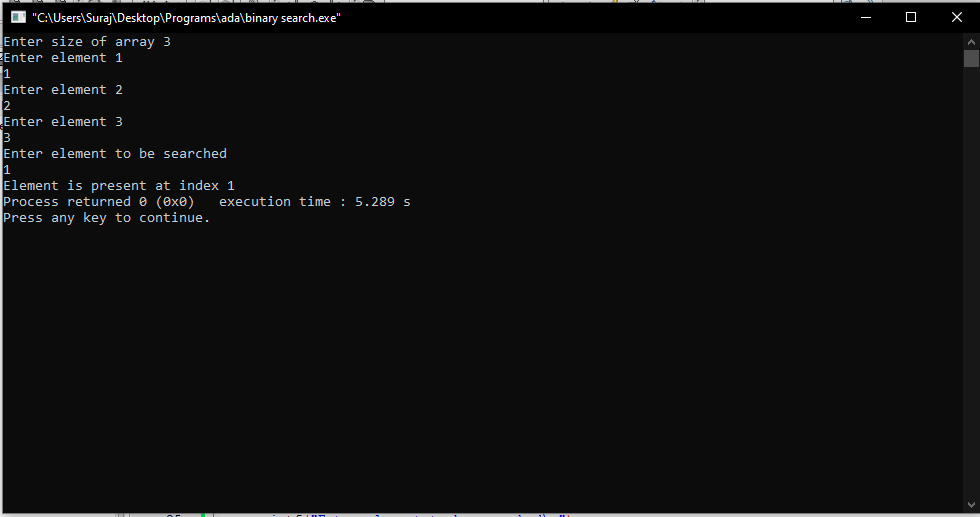 "C:\Users\Suraj\Desktop\Programs\ada\binary search.exe"
Enter size of array 3
Enter element 1
1
Enter element 2
2
Enter element 3
3
Enter element to be searched
1
Element is present at index 1
Process returned 0 (0x0)   execution time : 5.289 s
Press any key to continue.